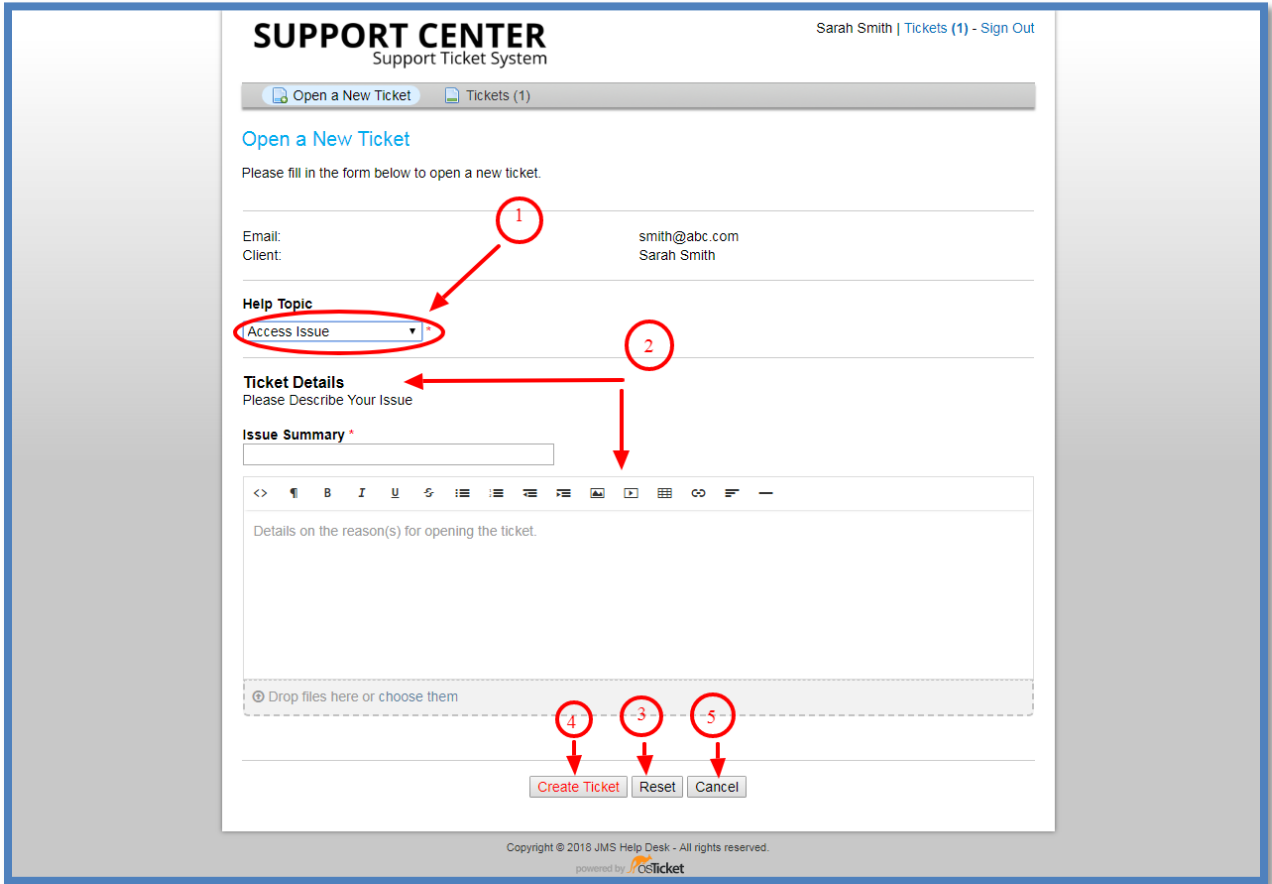 SUPPORT CENTER
Support Ticket System
Sarah Smith | Tickets (1) - Sign Out
Open a New Ticket
Tickets (1)
Open a New Ticket
Please fill in the form below to open a new ticket.
1
Email: smith@abc.com
Client: Sarah Smith
Help Topic
Access Issue *
2
Ticket Details
Please Describe Your Issue
Issue Summary *
<> ¶ B I U S
Details on the reason(s) for opening the ticket.
Drop files here or choose them
4 3 5
Create Ticket Reset Cancel
Copyright © 2018 JMS Help Desk - All rights reserved.
powered by osTicket